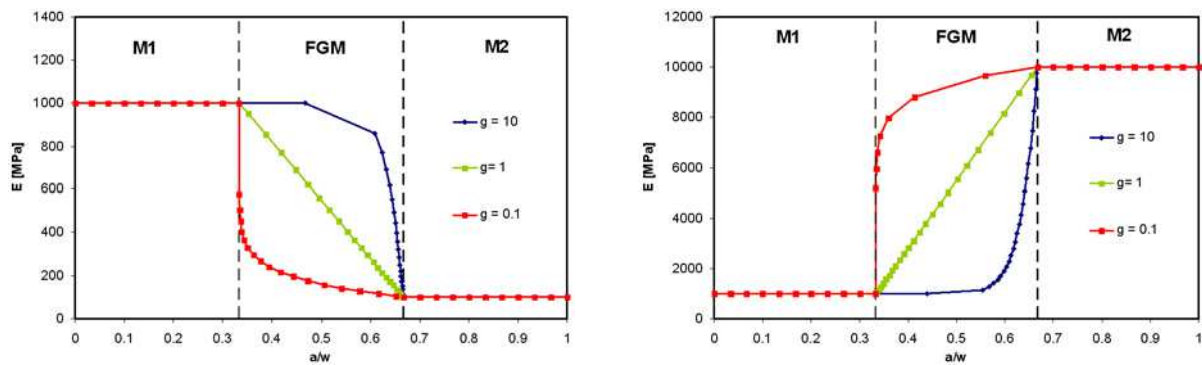 M1 FGM M2
E [MPa]
1400
1200
1000
800
600
400
200
0
g = 10
g= 1
g = 0.1
0 0.1 0.2 0.3 0.4 0.5 0.6 0.7 0.8 0.9 1
a/w
M1 FGM M2
E [MPa]
12000
10000
8000
6000
4000
2000
0
g = 10
g= 1
g = 0.1
0 0.1 0.2 0.3 0.4 0.5 0.6 0.7 0.8 0.9 1
a/w